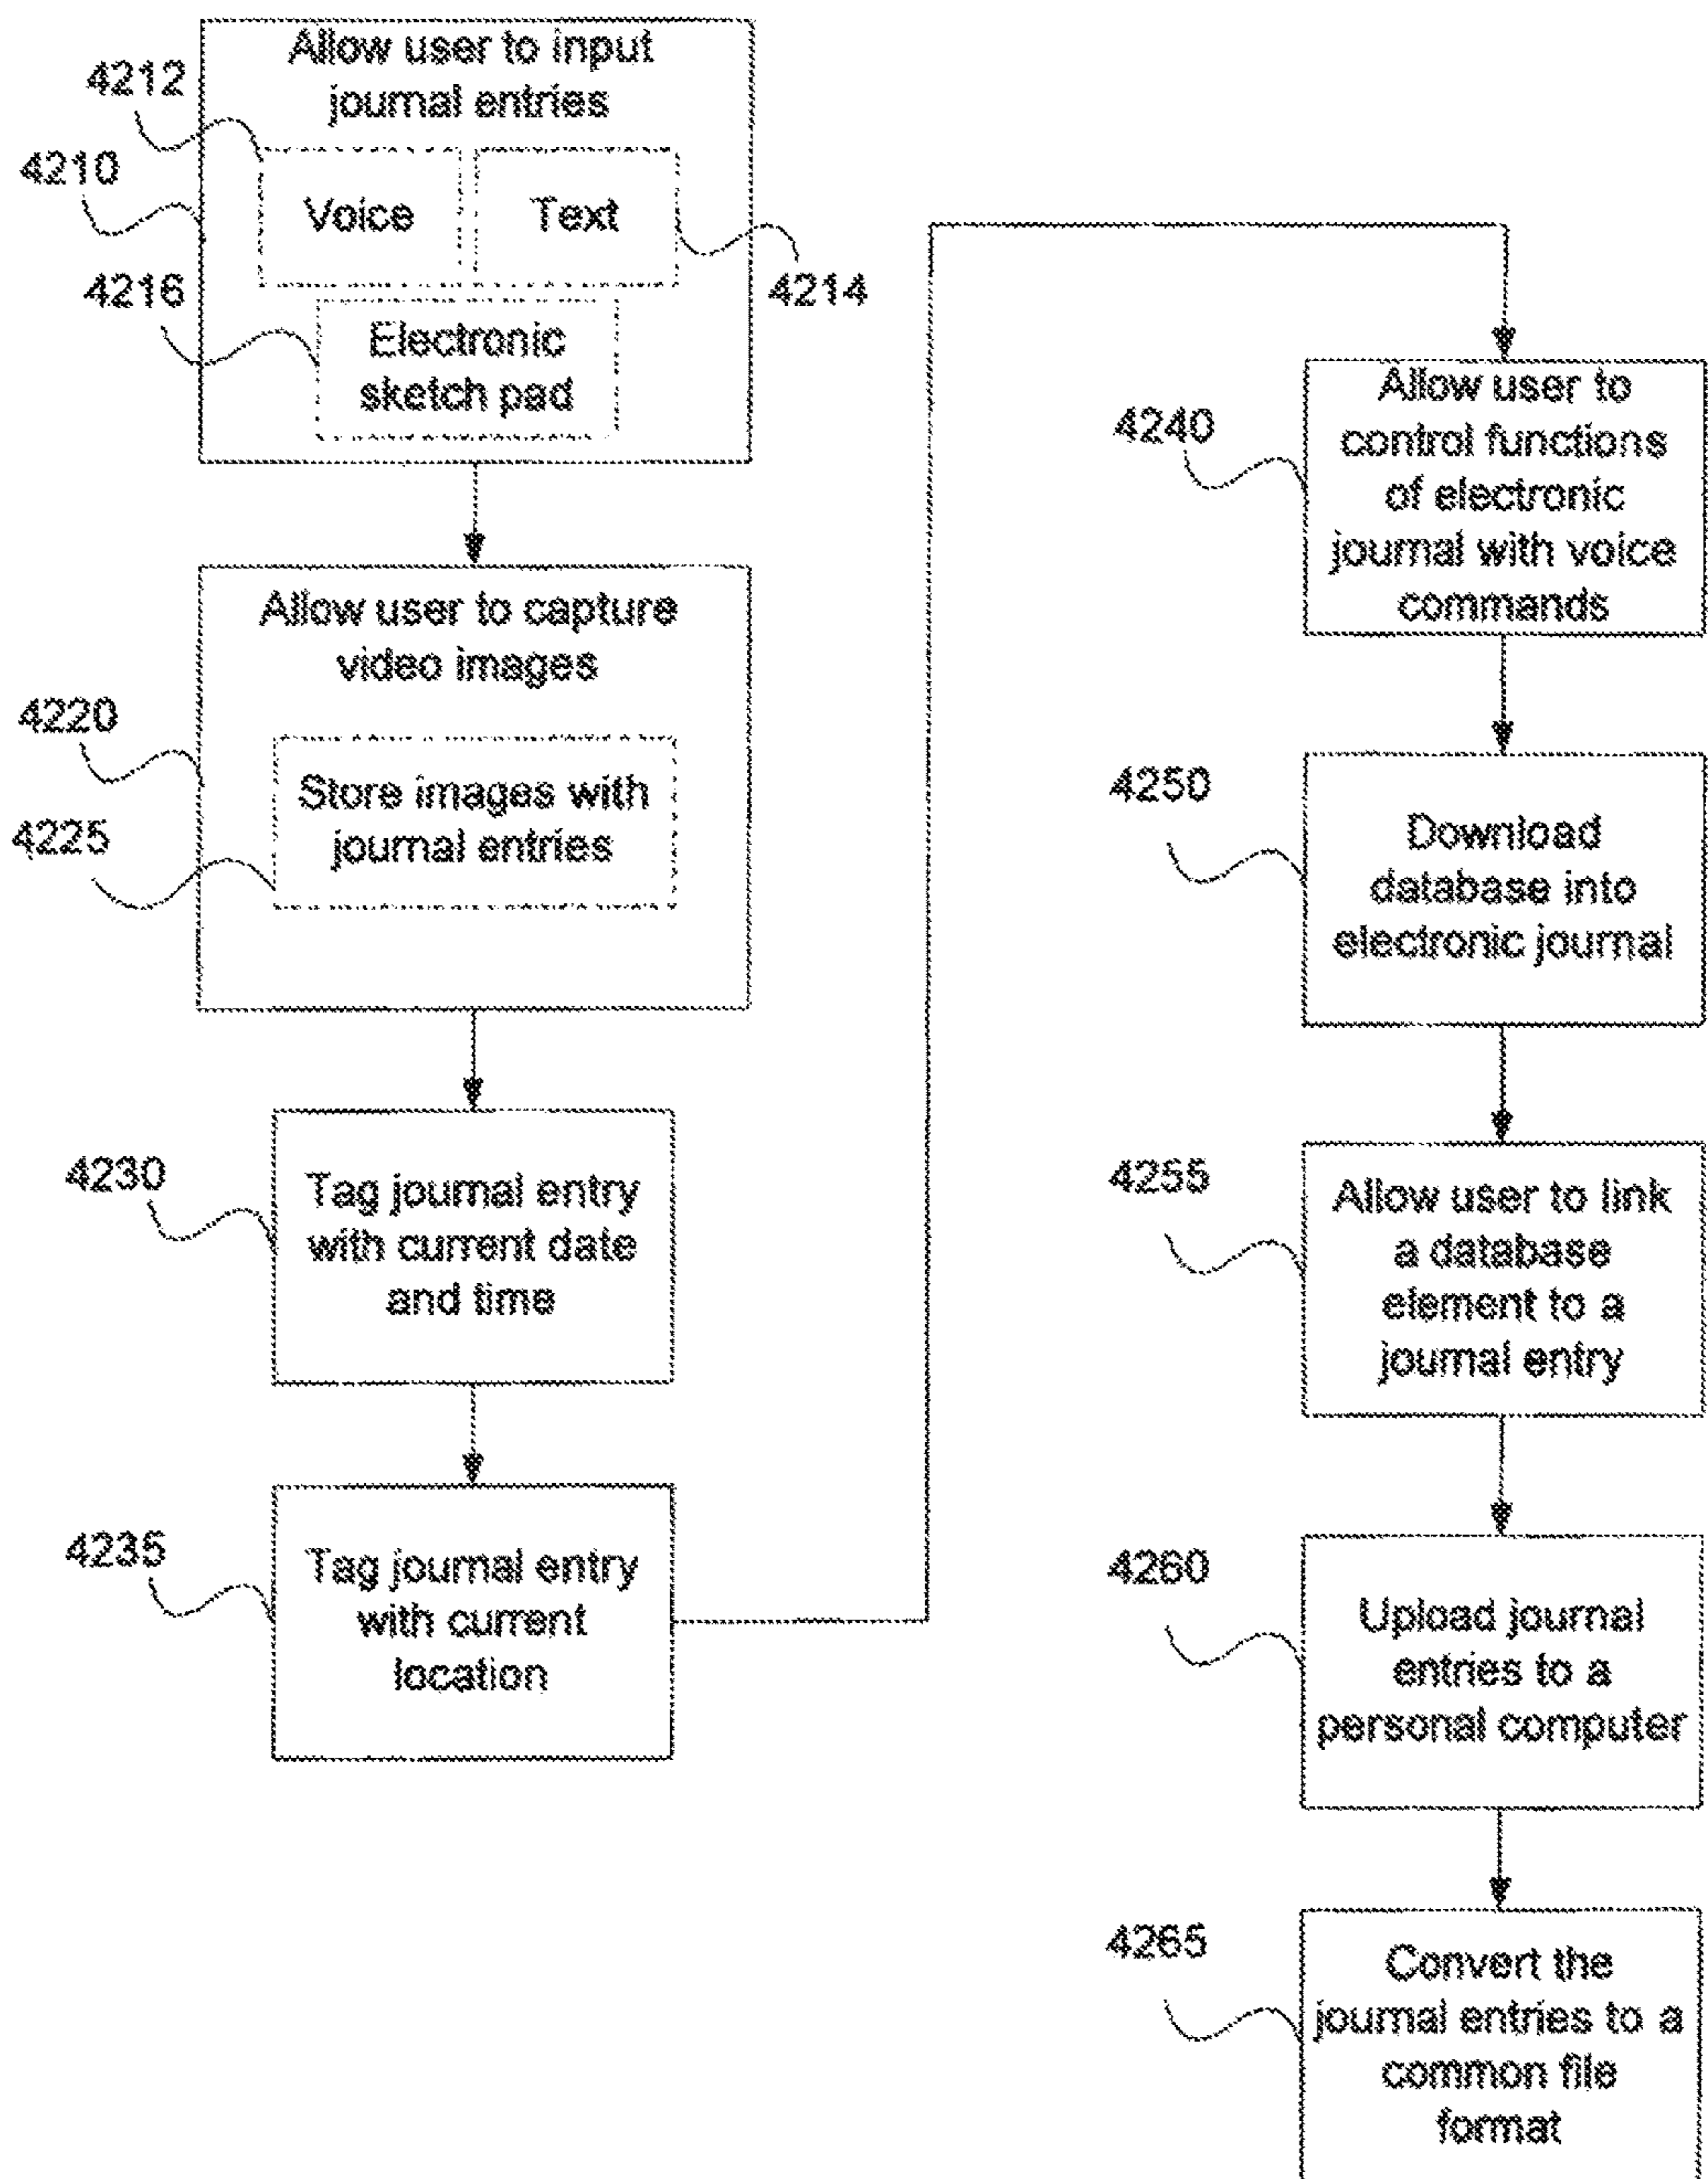 Allow user to input
journal entries
4212
4210
Voice
Text
4216
4214
Electronic
sketch pad
Allow user to capture
video images
4220
Store images with
journal entries
4225
4230
Tag journal entry
with current date
and time
4235
Tag journal entry
with current
location
4240
Allow user to
control functions
of electronic
journal with voice
commands
4250
Download
database into
electronic journal
4255
Allow user to link
a database
element to a
journal entry
4260
Upload journal
entries to a
personal computer
4265
Convert the
journal entries to a
common file
format